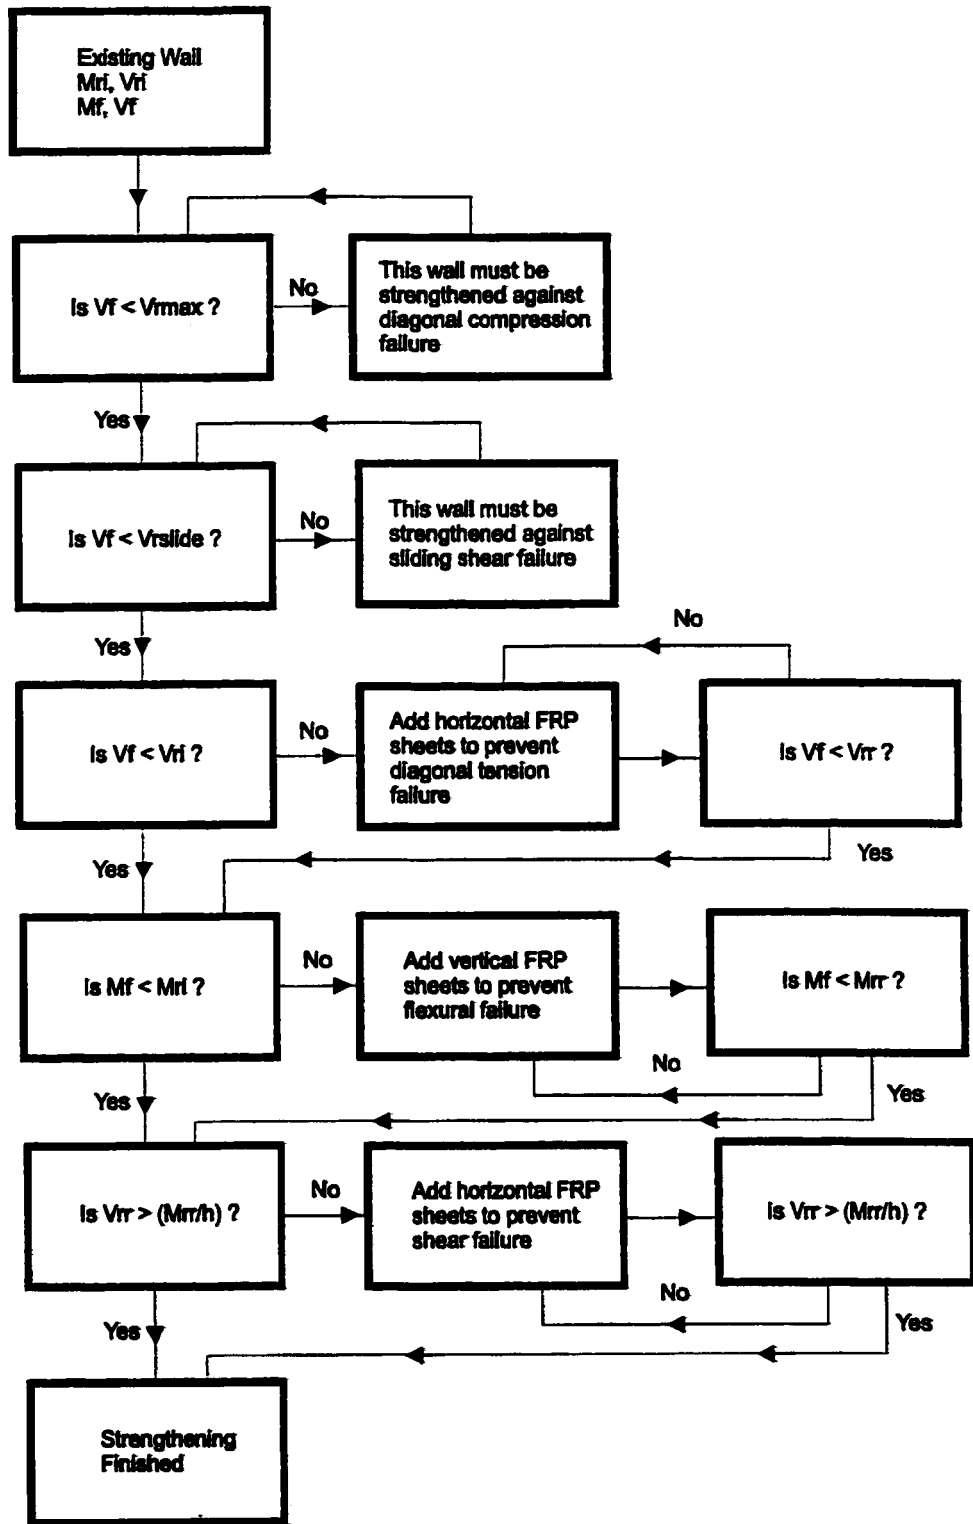 Existing Wall
Mri, Vri
Mf, Vf
Is Vf < Vrmax ?
No
This wall must be
strengthened against
diagonal compression
failure
Yes
Is Vf < Vrslide ?
No
This wall must be
strengthened against
sliding shear failure
Yes
No
Is Vf < Vri ?
No
Add horizontal FRP
sheets to prevent
diagonal tension
failure
Is Vf < Vrr ?
Yes
Yes
Is Mf < Mri ?
No
Add vertical FRP
sheets to prevent
flexural failure
Is Mf < Mrr ?
No
Yes
Yes
Is Vrr > (Mrr/h) ?
No
Add horizontal FRP
sheets to prevent
shear failure
Is Vrr > (Mrr/h) ?
No
Yes
Yes
Strengthening
Finished